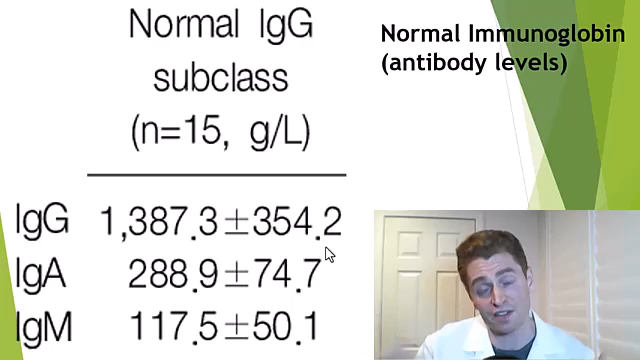 Normal IgG
subclass
(n=15, g/L)
IgG 1,387.3±354.2
IgA 288.9±74.7
IgM 117.5±50.1
Normal Immunoglobin
(antibody levels)